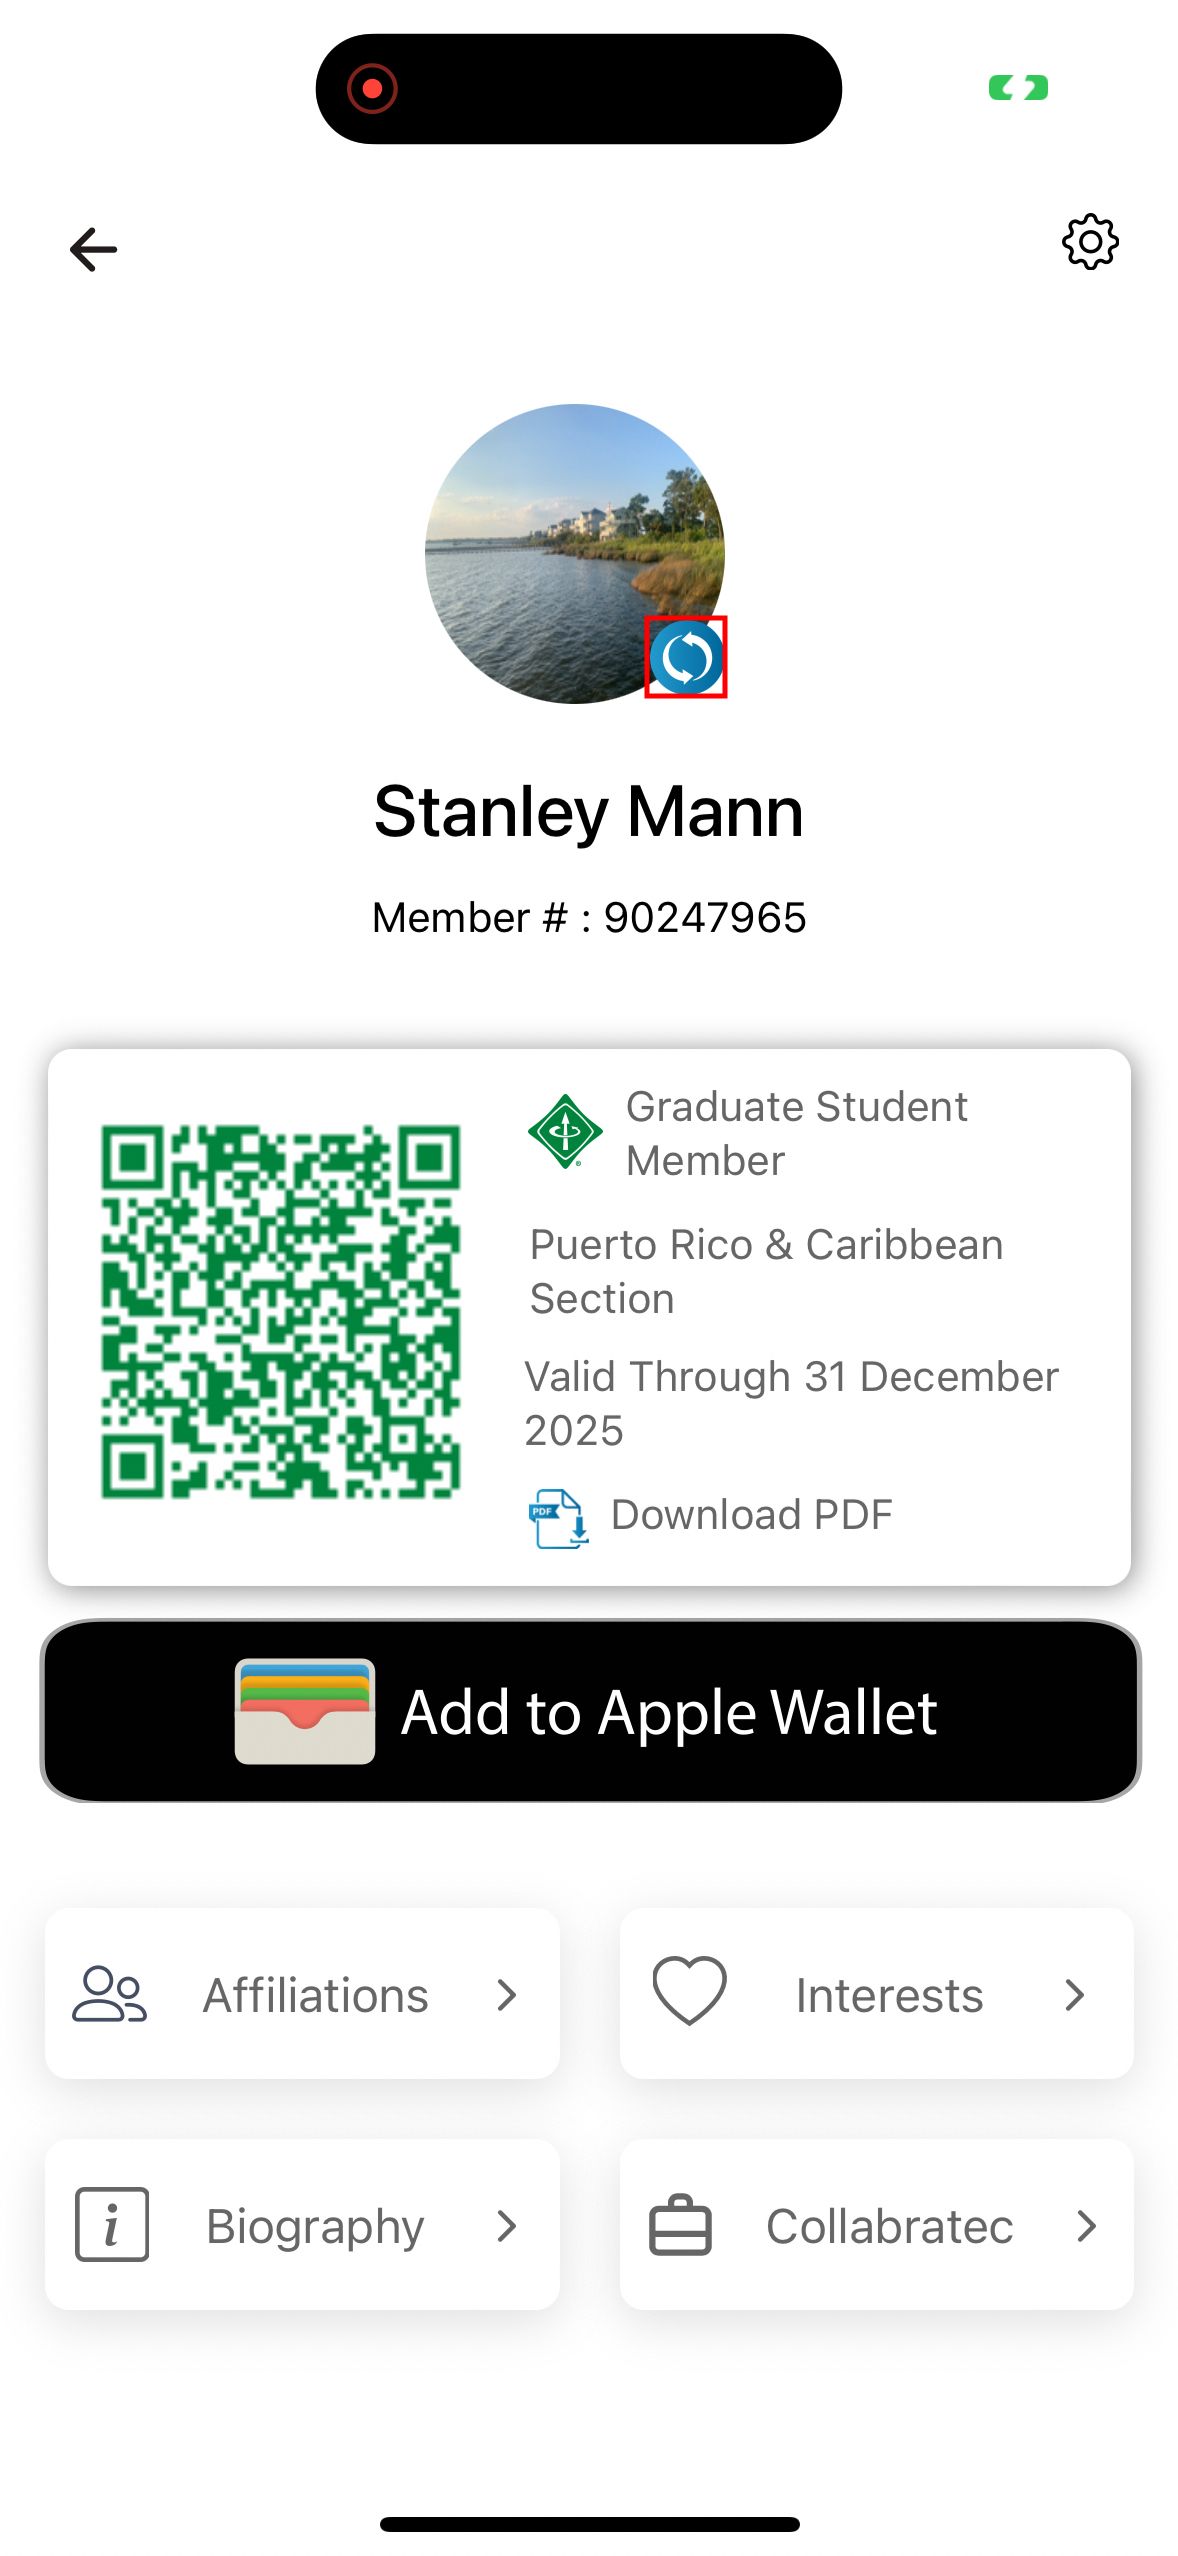 Stanley Mann
Member # : 90247965
Graduate Student
Member
Puerto Rico & Caribbean
Section
Valid Through 31 December
2025
PDF
Download PDF
Add to Apple Wallet
Affiliations
Interests
i
Biography
Collabratec